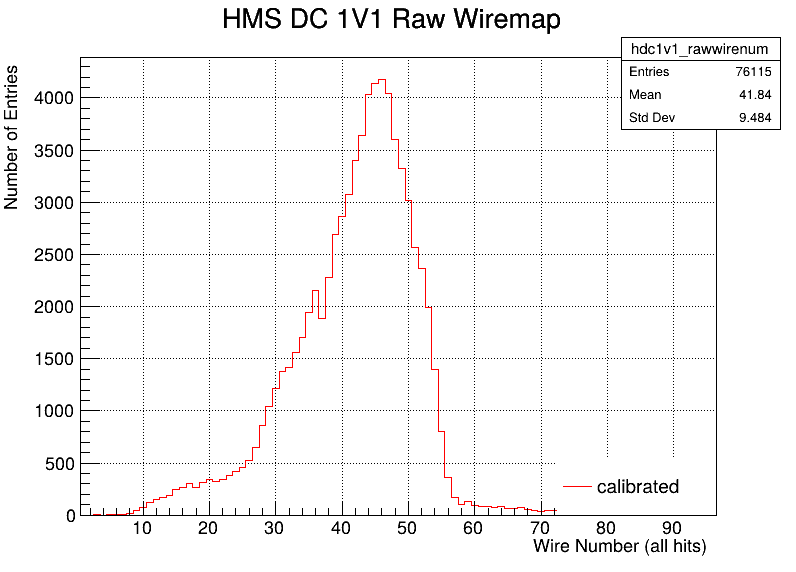 HMS DC 1V1 Raw Wiremap
hdc1v1_rawwirenum
Entries 76115
Mean 41.84
Std Dev 9.484
Number of Entries
4000
3500
3000
2500
2000
1500
1000
500
0
calibrated
10 20 30 40 50 60 70 80 90
Wire Number (all hits)